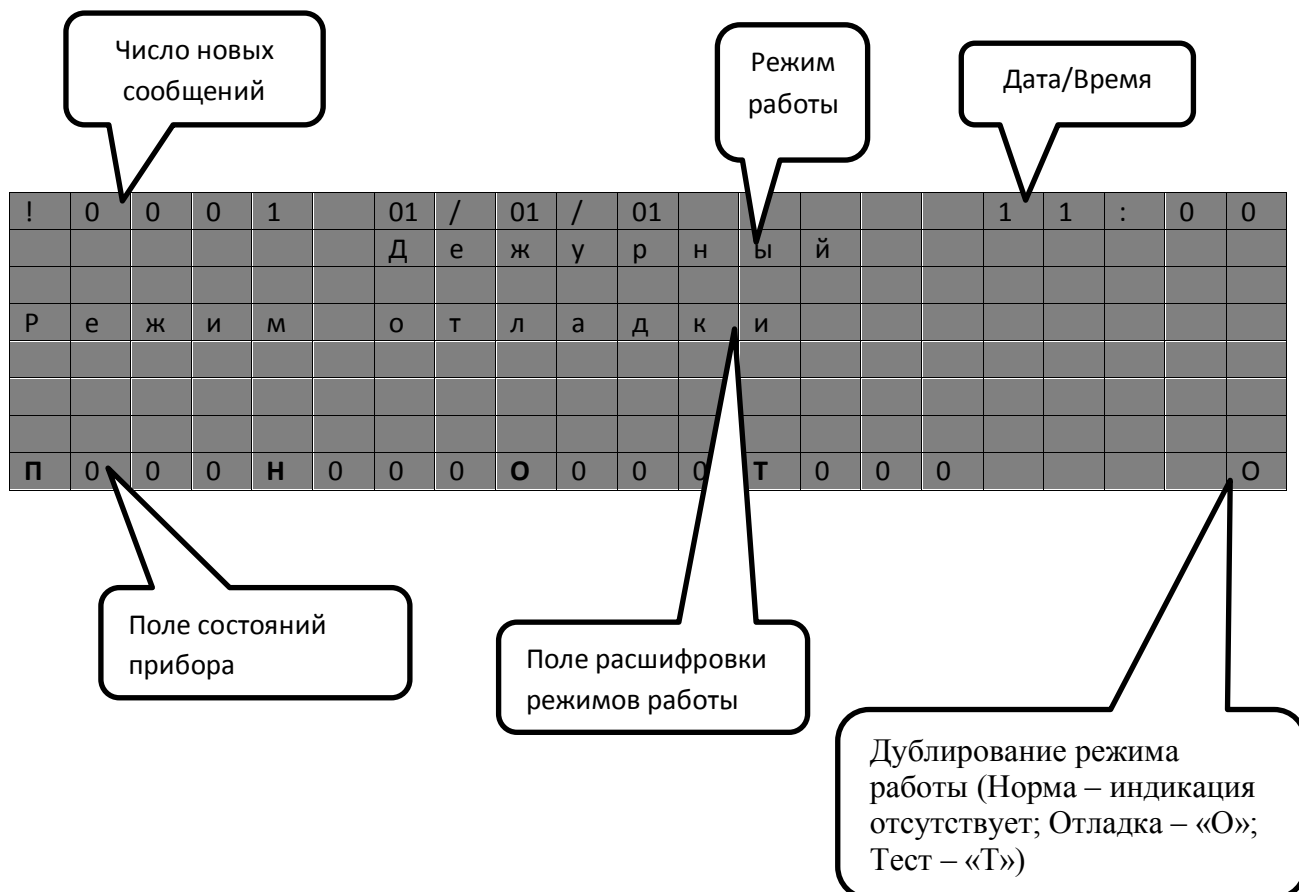 Число новых
сообщений
Режим
работы
Дата/Время
! 0 0 0 1 01 / 01 / 01 1 1 : 0 0
Д е ж у р н ы й
Р е ж и м о т л а д к и
П 0 0 0 Н 0 0 0 О 0 0 0 Т 0 0 0 О
Поле состояний
прибора
Поле расшифровки
режимов работы
Дублирование режима
работы (Норма – индикация
отсутствует; Отладка – «О»;
Тест – «Т»)